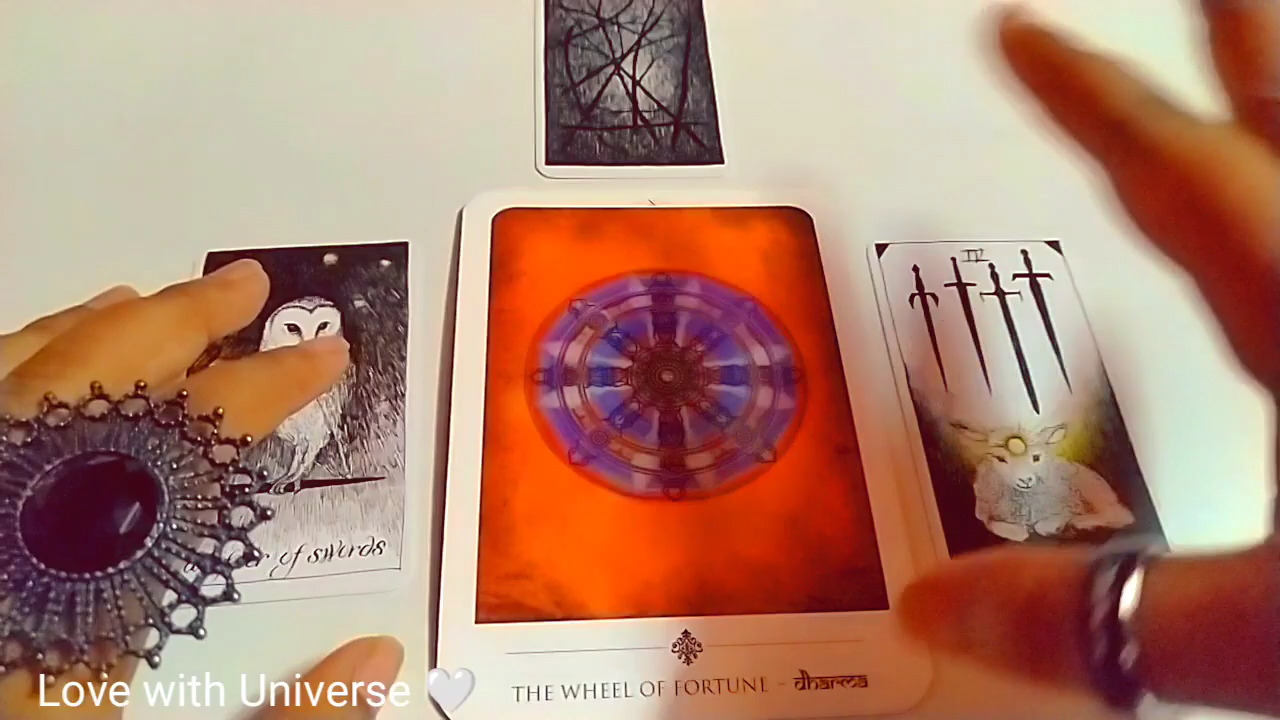 IV
of swords
THE WHEEL OF FORTUNE - dharma
Love with Universe 🤍